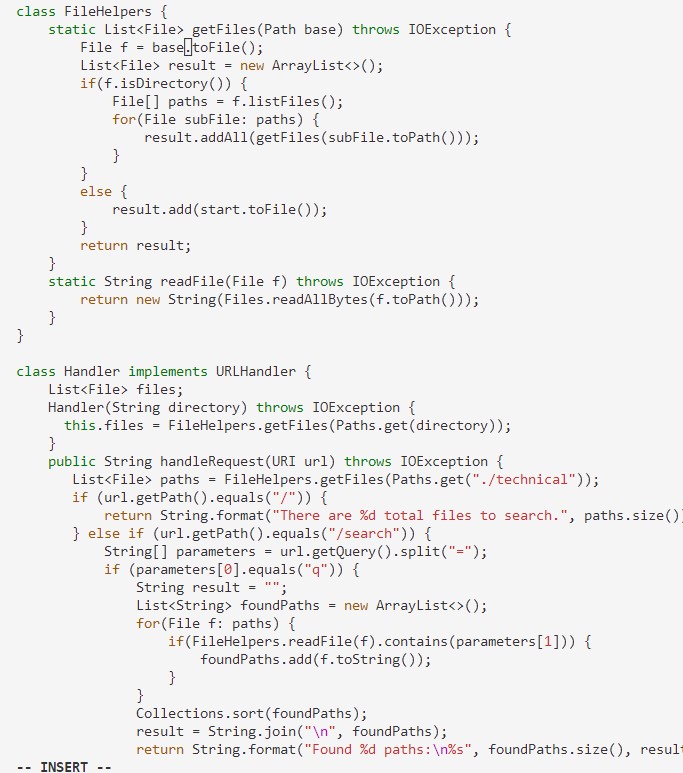 class FileHelpers {
    static List<File> getFiles(Path base) throws IOException {
        File f = base.toFile();
        List<File> result = new ArrayList<>();
        if(f.isDirectory()) {
            File[] paths = f.listFiles();
            for(File subFile: paths) {
                result.addAll(getFiles(subFile.toPath()));
            }
        }
        else {
            result.add(start.toFile());
        }
        return result;
    }
    static String readFile(File f) throws IOException {
        return new String(Files.readAllBytes(f.toPath()));
    }
}

class Handler implements URLHandler {
    List<File> files;
    Handler(String directory) throws IOException {
      this.files = FileHelpers.getFiles(Paths.get(directory));
    }
    public String handleRequest(URI url) throws IOException {
       List<File> paths = FileHelpers.getFiles(Paths.get("./technical"));
       if (url.getPath().equals("/")) {
           return String.format("There are %d total files to search.", paths.size()
       } else if (url.getPath().equals("/search")) {
           String[] parameters = url.getQuery().split("=");
           if (parameters[0].equals("q")) {
               String result = "";
               List<String> foundPaths = new ArrayList<>();
               for(File f: paths) {
                   if(FileHelpers.readFile(f).contains(parameters[1])) {
                       foundPaths.add(f.toString());
                   }
               }
               Collections.sort(foundPaths);
               result = String.join("\n", foundPaths);
               return String.format("Found %d paths:\n%s", foundPaths.size(), result
-- INSERT --